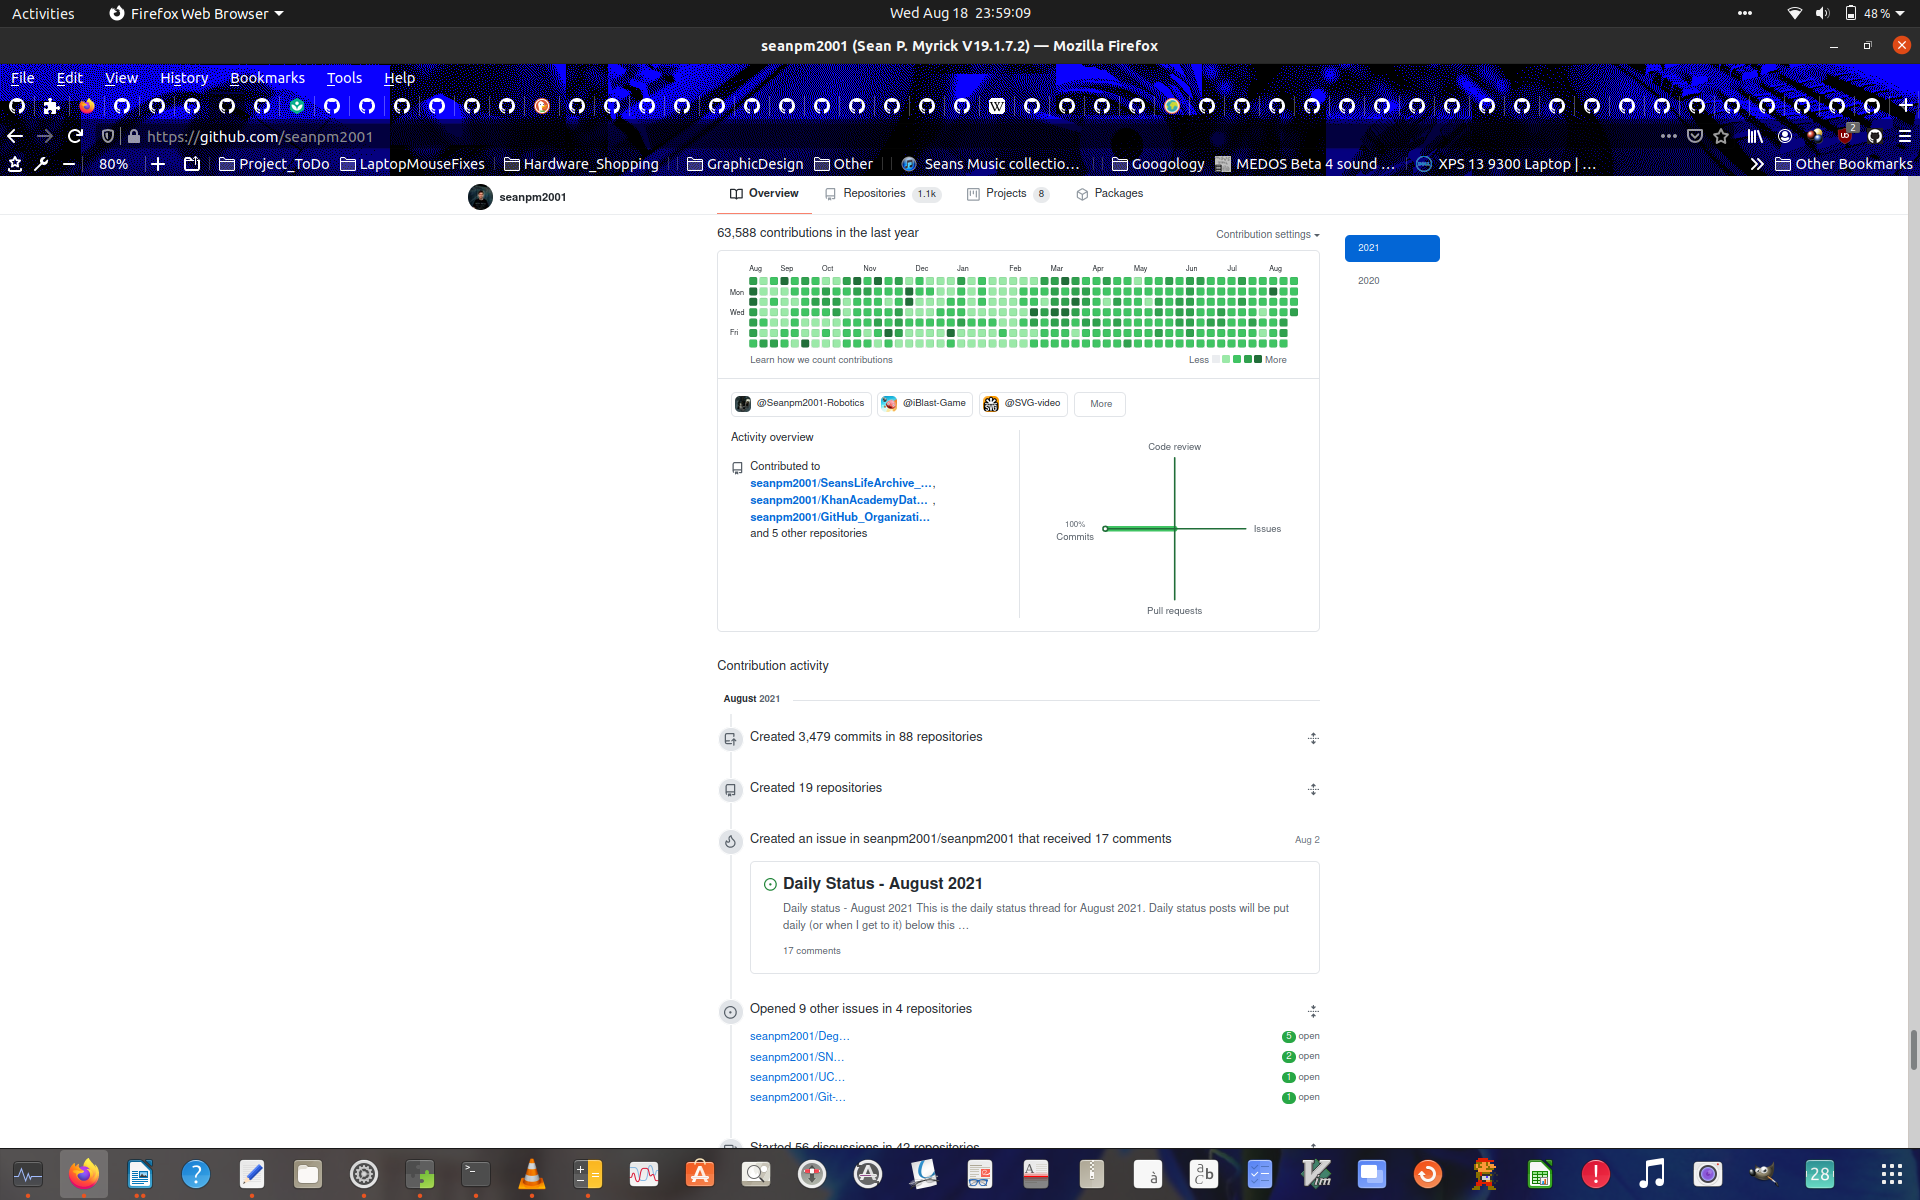 Activities
Firefox Web Browser
Wed Aug 18 23:59:09
48 %
seanpm2001 (Sean P. Myrick V19.1.7.2) — Mozilla Firefox
File Edit View History Bookmarks Tools Help
https://github.com/seanpm2001
2
80%
Project_ToDo LaptopMouseFixes Hardware_Shopping GraphicDesign Other Seans Music collectio… Googology MEDOS Beta 4 sound … XPS 13 9300 Laptop | … Other Bookmarks
seanpm2001
Overview Repositories 1.1k Projects 8 Packages
63,588 contributions in the last year
Contribution settings
2021
2020
Aug Sep Oct Nov Dec Jan Feb Mar Apr May Jun Jul Aug
Mon
Wed
Fri
Learn how we count contributions
Less More
@Seanpm2001-Robotics @iBlast-Game @SVG-video More
Activity overview
Contributed to
seanpm2001/SeansLifeArchive_…,
seanpm2001/KhanAcademyDat… ,
seanpm2001/GitHub_Organizati…
and 5 other repositories
Code review
100%
Commits
Issues
Pull requests
Contribution activity
August 2021
Created 3,479 commits in 88 repositories
Created 19 repositories
Created an issue in seanpm2001/seanpm2001 that received 17 comments
Aug 2
Daily Status - August 2021
Daily status - August 2021 This is the daily status thread for August 2021. Daily status posts will be put
daily (or when I get to it) below this …
17 comments
Opened 9 other issues in 4 repositories
seanpm2001/Deg… 5 open
seanpm2001/SN… 2 open
seanpm2001/UC… 1 open
seanpm2001/Git-… 1 open
Started 56 discussions in 42 repositories
28